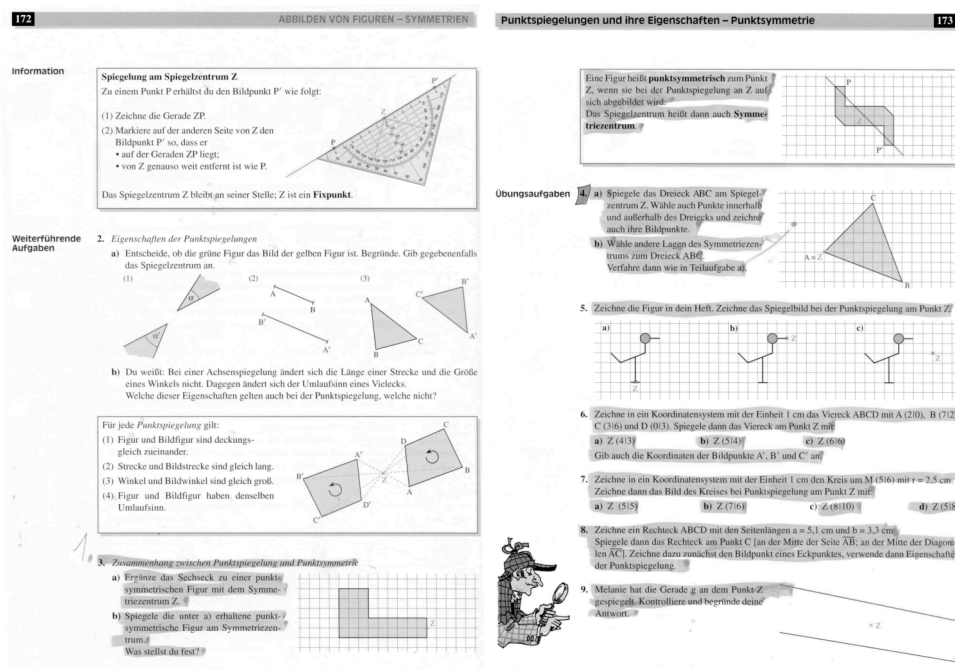 172
ABBILDEN VON FIGUREN – SYMMETRIEN
Information
Spiegelung am Spiegelzentrum Z
Zu einem Punkt P erhältst du den Bildpunkt P′ wie folgt:
(1) Zeichne die Gerade ZP.
(2) Markiere auf der anderen Seite von Z den
Bildpunkt P′ so, dass er
• auf der Geraden ZP liegt;
• von Z genauso weit entfernt ist wie P.
P
Z
P′
Das Spiegelzentrum Z bleibt an seiner Stelle; Z ist ein Fixpunkt.
Weiterführende
Aufgaben
2. Eigenschaften der Punktspiegelungen
a) Entscheide, ob die grüne Figur das Bild der gelben Figur ist. Begründe. Gib gegebenenfalls
das Spiegelzentrum an.
(1) (2) (3)
α
α′
A
B
B′
A′
A
B
C
C′
B′
A′
b) Du weißt: Bei einer Achsenspiegelung ändert sich die Länge einer Strecke und die Größe
eines Winkels nicht. Dagegen ändert sich der Umlaufsinn eines Vielecks.
Welche dieser Eigenschaften gelten auch bei der Punktspiegelung, welche nicht?
Für jede Punktspiegelung gilt:
(1) Figur und Bildfigur sind deckungs-
gleich zueinander.
(2) Strecke und Bildstrecke sind gleich lang.
(3) Winkel und Bildwinkel sind gleich groß.
(4) Figur und Bildfigur haben denselben
Umlaufsinn.
A′
B′
C′
D′
Z
D
C
B
A
3. Zusammenhang zwischen Punktspiegelung und Punktsymmetrie
a) Ergänze das Sechseck zu einer punkt-
symmetrischen Figur mit dem Symme-
triezentrum Z.
b) Spiegele die unter a) erhaltene punkt-
symmetrische Figur am Symmetriezen-
trum.
Was stellst du fest?
Z
Punktspiegelungen und ihre Eigenschaften – Punktsymmetrie
173
Eine Figur heißt punktsymmetrisch zum Punkt
Z, wenn sie bei der Punktspiegelung an Z auf
sich abgebildet wird.
Das Spiegelzentrum heißt dann auch Symme-
triezentrum.
P
Z
P′
Übungsaufgaben
4. a) Spiegele das Dreieck ABC am Spiegel-
zentrum Z. Wähle auch Punkte innerhalb
und außerhalb des Dreiecks und zeichne
auch ihre Bildpunkte.
b) Wähle andere Lagen des Symmetriezen-
trums zum Dreieck ABC.
Verfahre dann wie in Teilaufgabe a).
C
A = Z
B
5. Zeichne die Figur in dein Heft. Zeichne das Spiegelbild bei der Punktspiegelung am Punkt Z.
a) b) c)
Z
Z
Z
6. Zeichne in ein Koordinatensystem mit der Einheit 1 cm das Viereck ABCD mit A (2|0), B (7|2
C (3|6) und D (0|3). Spiegele dann das Viereck am Punkt Z mit
a) Z (4|3) b) Z (5|4) c) Z (6|6)
Gib auch die Koordinaten der Bildpunkte A′, B′ und C′ an.
7. Zeichne in ein Koordinatensystem mit der Einheit 1 cm den Kreis um M (5|6) mit r = 2,5 cm.
Zeichne dann das Bild des Kreises bei Punktspiegelung am Punkt Z mit:
a) Z (5|5) b) Z (7|6) c) Z (8|10) d) Z (5|8
8. Zeichne ein Rechteck ABCD mit den Seitenlängen a = 5,1 cm und b = 3,3 cm.
Spiegele dann das Rechteck am Punkt C [an der Mitte der Seite AB; an der Mitte der Diagona
len AC]. Zeichne dazu zunächst den Bildpunkt eines Eckpunktes, verwende dann Eigenschafte
der Punktspiegelung.
9. Melanie hat die Gerade g an dem Punkt Z
gespiegelt. Kontrolliere und begründe deine
Antwort.
Z